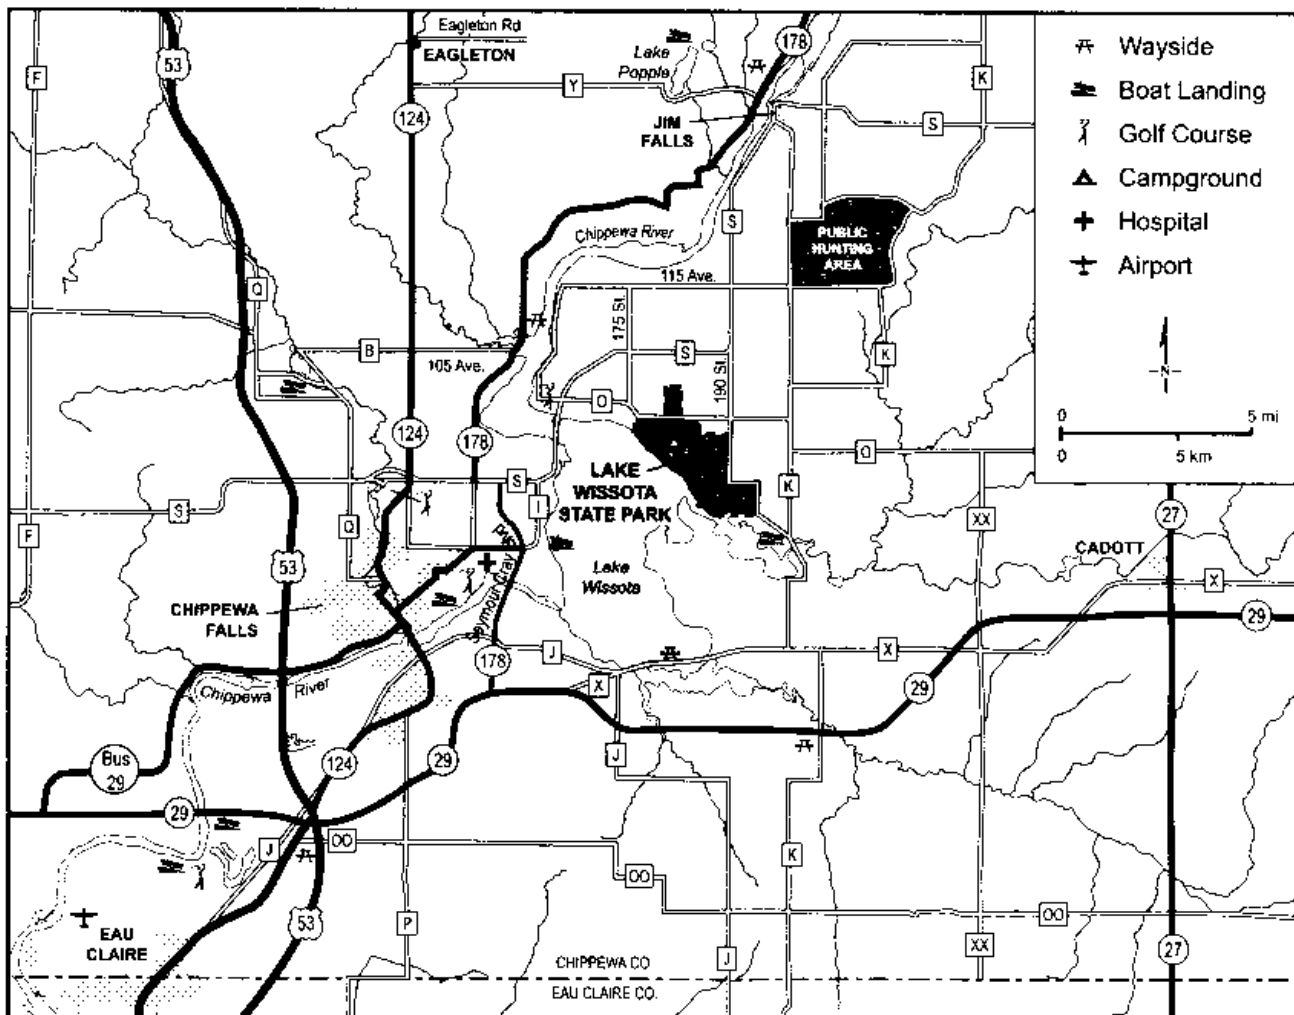 Eagleton Rd
EAGLETON
53
F
124
Lake
Popple
178
K
Y
JIM
FALLS
S
Wayside
Boat Landing
Golf Course
Campground
Hospital
Airport
N
0
5 mi
0
5 km
S
Chippewa River
PUBLIC
HUNTING
AREA
115 Ave.
Q
175 St.
B
105 Ave.
S
190 St.
K
O
124
178
LAKE
WISSOTA
STATE PARK
O
S
I
K
S
Q
F
XX
27
53
Lake
Wissota
CADOTT
X
CHIPPEWA
FALLS
29
J
178
X
X
29
Chippewa
River
Bus
29
124
29
J
29
J
OO
K
OO
OO
EAU
CLAIRE
53
P
J
XX
27
CHIPPEWA CO
EAU CLAIRE CO.